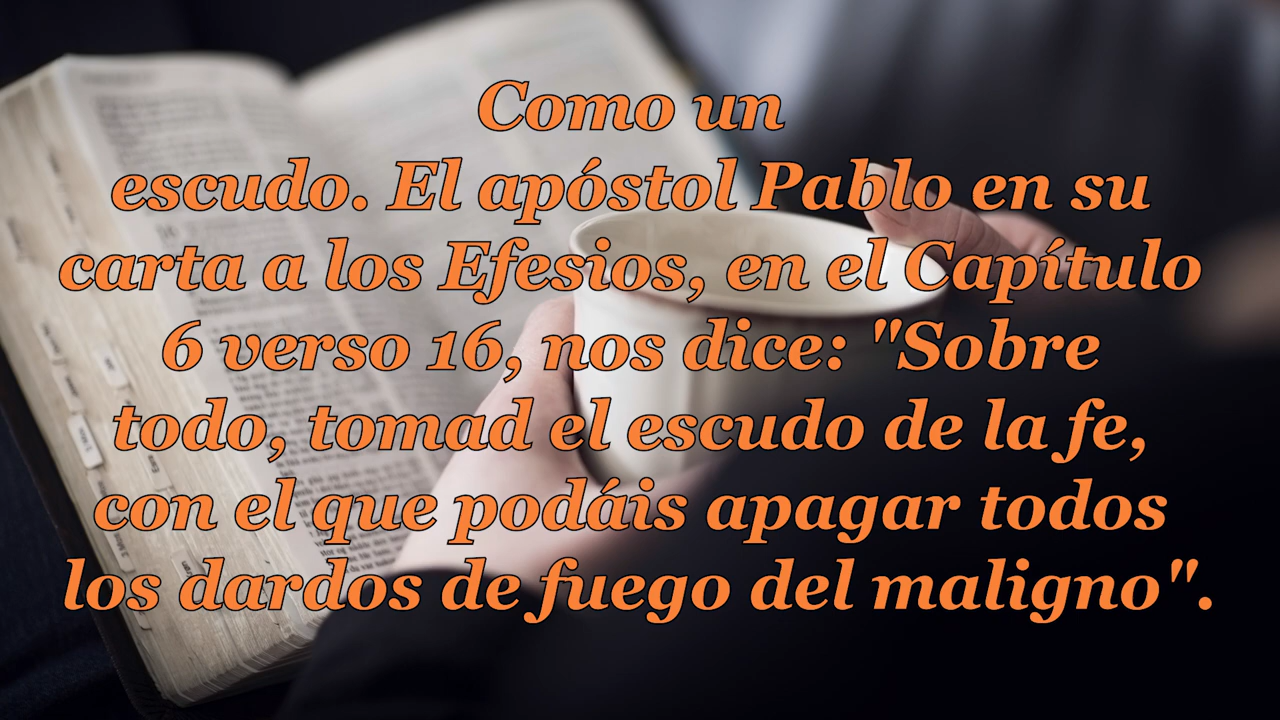 Como un
escudo. El apóstol Pablo en su
carta a los Efesios, en el Capítulo
6 verso 16, nos dice: "Sobre
todo, tomad el escudo de la fe,
con el que podáis apagar todos
los dardos de fuego del maligno".